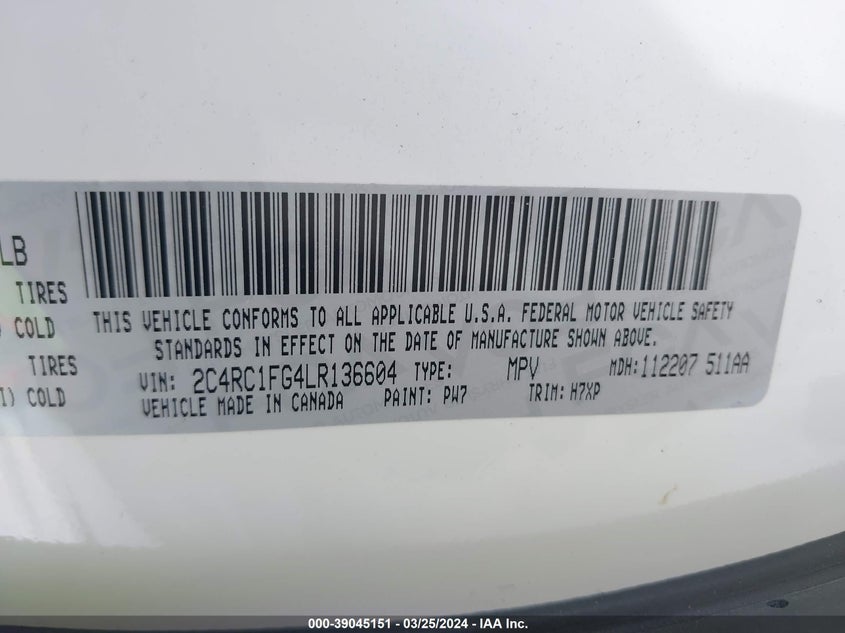 LB
TIRES
COLD
TIRES
COLD
THIS VEHICLE CONFORMS TO ALL APPLICABLE U.S.A. FEDERAL MOTOR VEHICLE SAFETY
STANDARDS IN EFFECT ON THE DATE OF MANUFACTURE SHOWN ABOVE.
VIN: 2C4RC1FG4LR136604 TYPE: MPV MDH: 112207 511AA
VEHICLE MADE IN CANADA PAINT: PW7 TRIM: H7XP
000-39045151 — 03/25/2024 — IAA Inc.